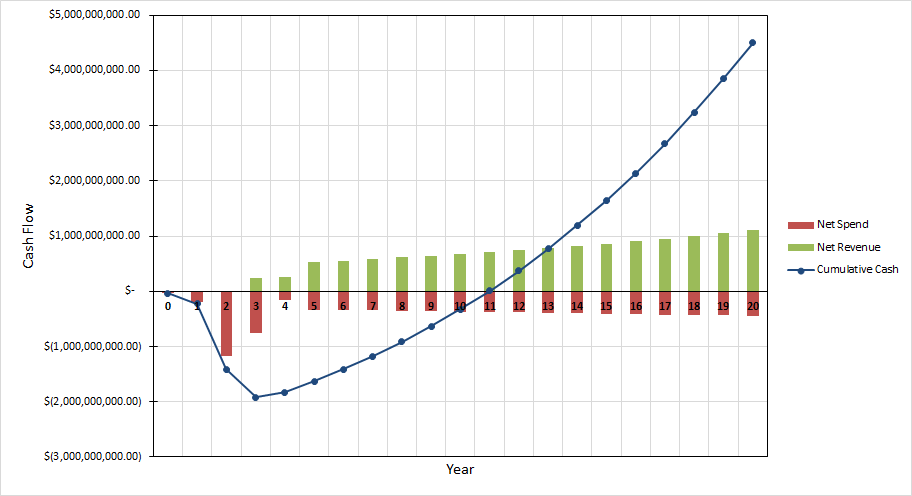 $5,000,000,000.00
$4,000,000,000.00
$3,000,000,000.00
$2,000,000,000.00
$1,000,000,000.00
$-
$(1,000,000,000.00)
$(2,000,000,000.00)
$(3,000,000,000.00)
Cash Flow
0 1 2 3 4 5 6 7 8 9 10 11 12 13 14 15 16 17 18 19 20
Year
Net Spend
Net Revenue
Cumulative Cash